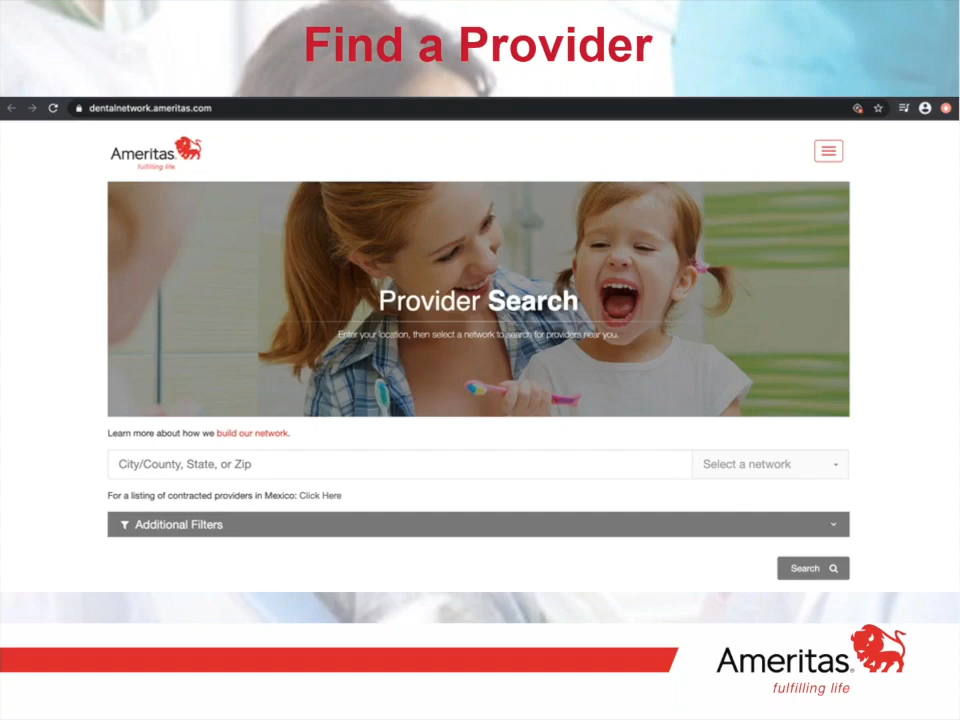 Find a Provider
dentalnetwork.ameritas.com
Ameritas
fulfilling life
Provider Search
Enter your location, then select a network to search for providers near you.
Learn more about how we build our network.
City/County, State, or Zip
Select a network
For a listing of contracted providers in Mexico: Click Here
Additional Filters
Search
Ameritas.
fulfilling life